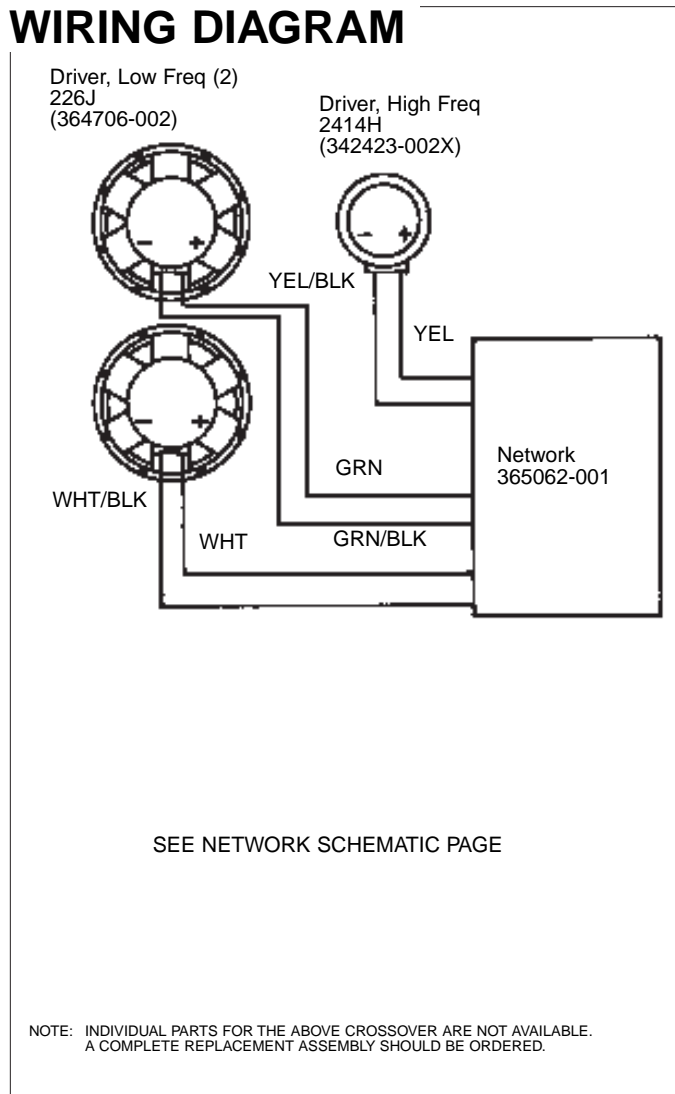 WIRING DIAGRAM
Driver, Low Freq (2)
226J
(364706-002)
Driver, High Freq
2414H
(342423-002X)
- +
- +
YEL/BLK
YEL
- +
Network
365062-001
GRN
WHT/BLK
WHT
GRN/BLK
SEE NETWORK SCHEMATIC PAGE
NOTE: INDIVIDUAL PARTS FOR THE ABOVE CROSSOVER ARE NOT AVAILABLE.
A COMPLETE REPLACEMENT ASSEMBLY SHOULD BE ORDERED.